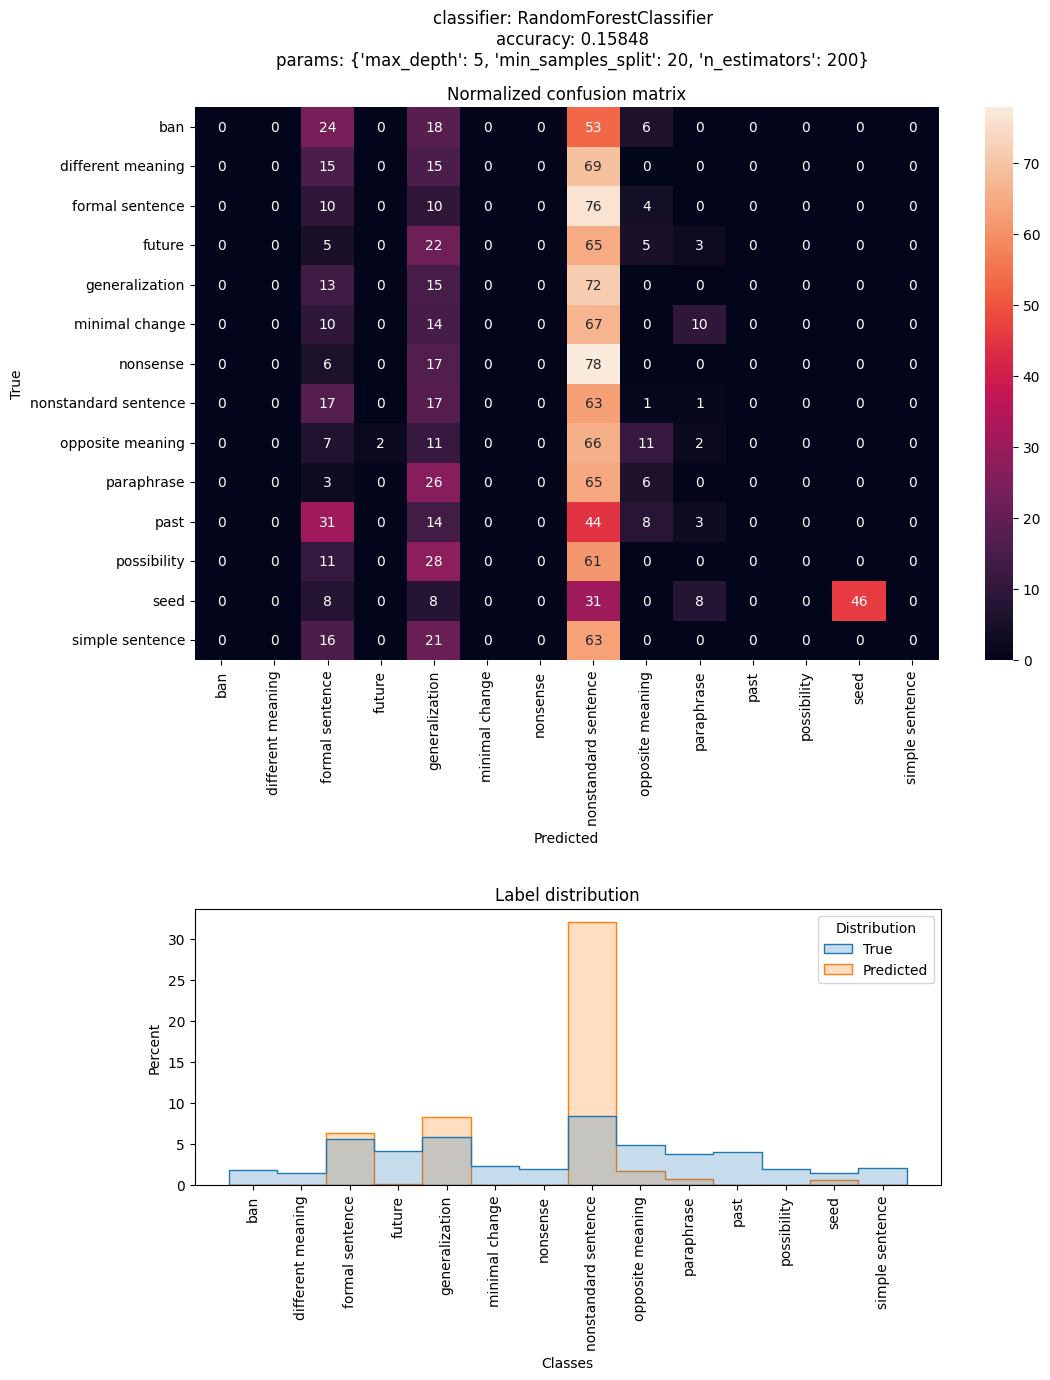 classifier: RandomForestClassifier
accuracy: 0.15848
params: {'max_depth': 5, 'min_samples_split': 20, 'n_estimators': 200}
Normalized confusion matrix
True
ban 0 0 24 0 18 0 0 53 6 0 0 0 0 0
different meaning 0 0 15 0 15 0 0 69 0 0 0 0 0 0
formal sentence 0 0 10 0 10 0 0 76 4 0 0 0 0 0
future 0 0 5 0 22 0 0 65 5 3 0 0 0 0
generalization 0 0 13 0 15 0 0 72 0 0 0 0 0 0
minimal change 0 0 10 0 14 0 0 67 0 10 0 0 0 0
nonsense 0 0 6 0 17 0 0 78 0 0 0 0 0 0
nonstandard sentence 0 0 17 0 17 0 0 63 1 1 0 0 0 0
opposite meaning 0 0 7 2 11 0 0 66 11 2 0 0 0 0
paraphrase 0 0 3 0 26 0 0 65 6 0 0 0 0 0
past 0 0 31 0 14 0 0 44 8 3 0 0 0 0
possibility 0 0 11 0 28 0 0 61 0 0 0 0 0 0
seed 0 0 8 0 8 0 0 31 0 8 0 0 46 0
simple sentence 0 0 16 0 21 0 0 63 0 0 0 0 0 0
ban
different meaning
formal sentence
future
generalization
minimal change
nonsense
nonstandard sentence
opposite meaning
paraphrase
past
possibility
seed
simple sentence
Predicted
70
60
50
40
30
20
10
0
Label distribution
Distribution
True
Predicted
Percent
30
25
20
15
10
5
0
ban
different meaning
formal sentence
future
generalization
minimal change
nonsense
nonstandard sentence
opposite meaning
paraphrase
past
possibility
seed
simple sentence
Classes